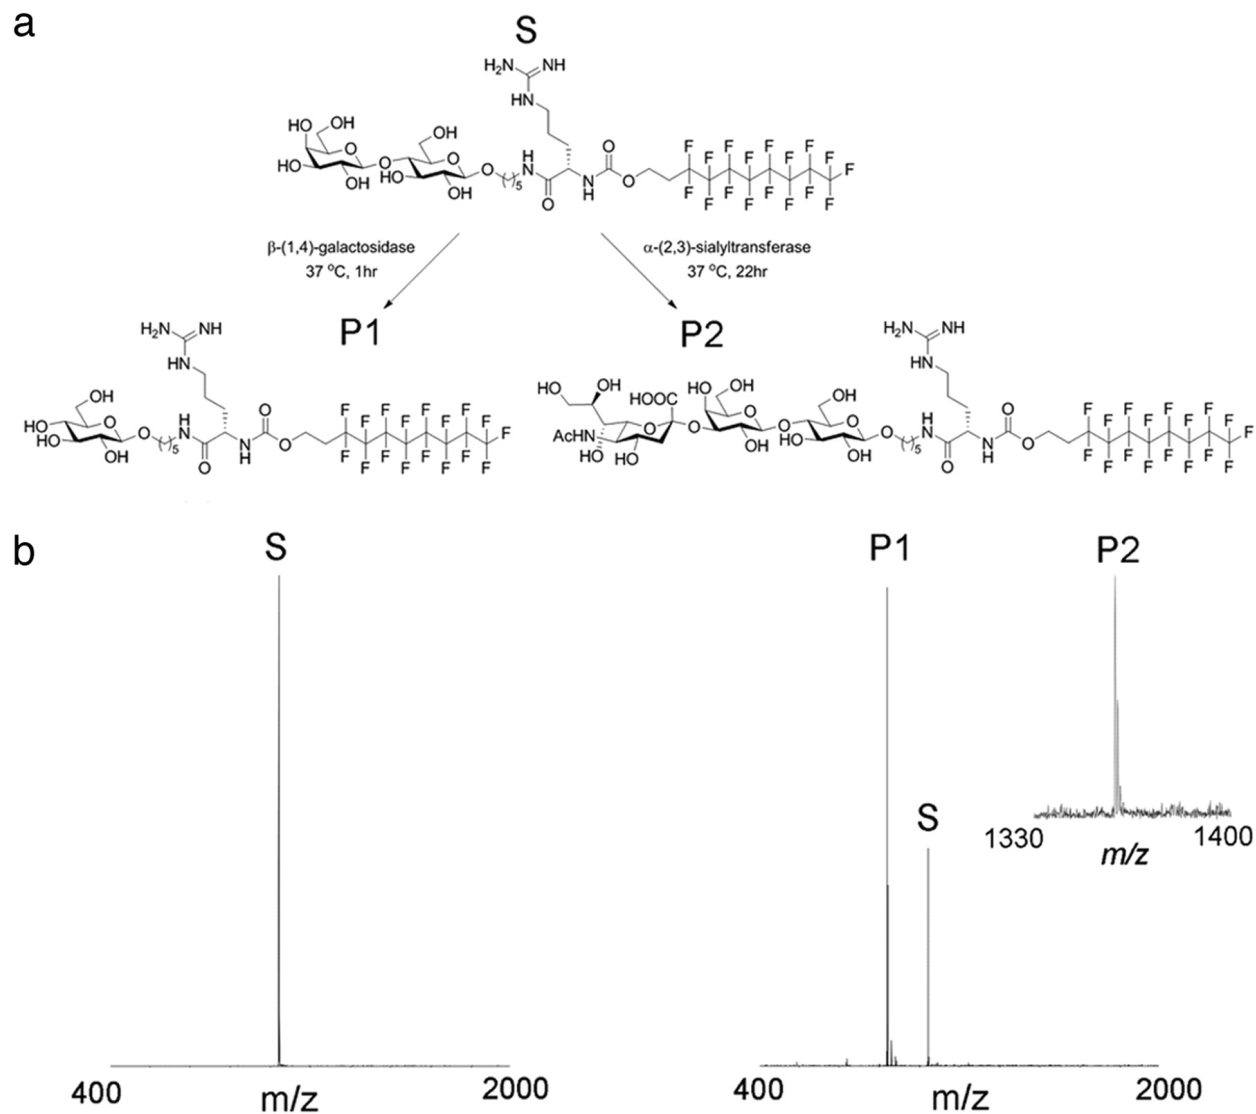 a
S
H₂N NH
HN
HO OH
HO O O OH
OH HO O O H N ( )5 O N H O O F F F F F F F F F F F F F F F F F
OH
β-(1,4)-galactosidase
37 °C, 1hr
α-(2,3)-sialyltransferase
37 °C, 22hr
P1
P2
H₂N NH
HN
OH
HO HO O O H N ( )5 O N H O O F F F F F F F F F F F F F F F F F
OH
H₂N NH
HN
HO OH HOOC HO OH OH
AcHN O O O O O O H N ( )5 O N H O O F F F F F F F F F F F F F F F F F
HO HO OH HO OH
b
S
P1
P2
S
1330 1400
m/z
400 2000
m/z
400 2000
m/z